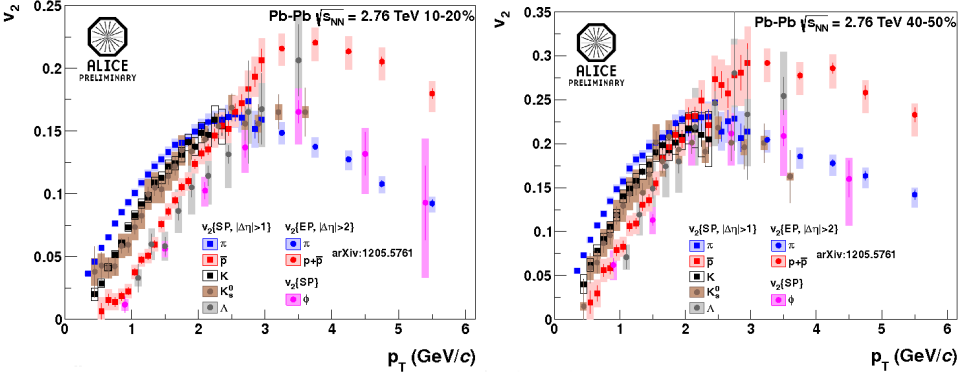 v₂
Pb-Pb √sNN = 2.76 TeV 10-20%
0.25
0.2
0.15
0.1
0.05
0
ALICE
PRELIMINARY
v₂{SP, |Δη|>1}
π
p̅
K
K⁰s
Λ
v₂{EP, |Δη|>2}
π
p+p̅
arXiv:1205.5761
v₂{SP}
ϕ
0 1 2 3 4 5 6
pT (GeV/c)
v₂
Pb-Pb √sNN = 2.76 TeV 40-50%
0.35
0.3
0.25
0.2
0.15
0.1
0.05
0
ALICE
PRELIMINARY
v₂{SP, |Δη|>1}
π
p̅
K
K⁰s
Λ
v₂{EP, |Δη|>2}
π
p+p̅
arXiv:1205.5761
v₂{SP}
ϕ
0 1 2 3 4 5 6
pT (GeV/c)